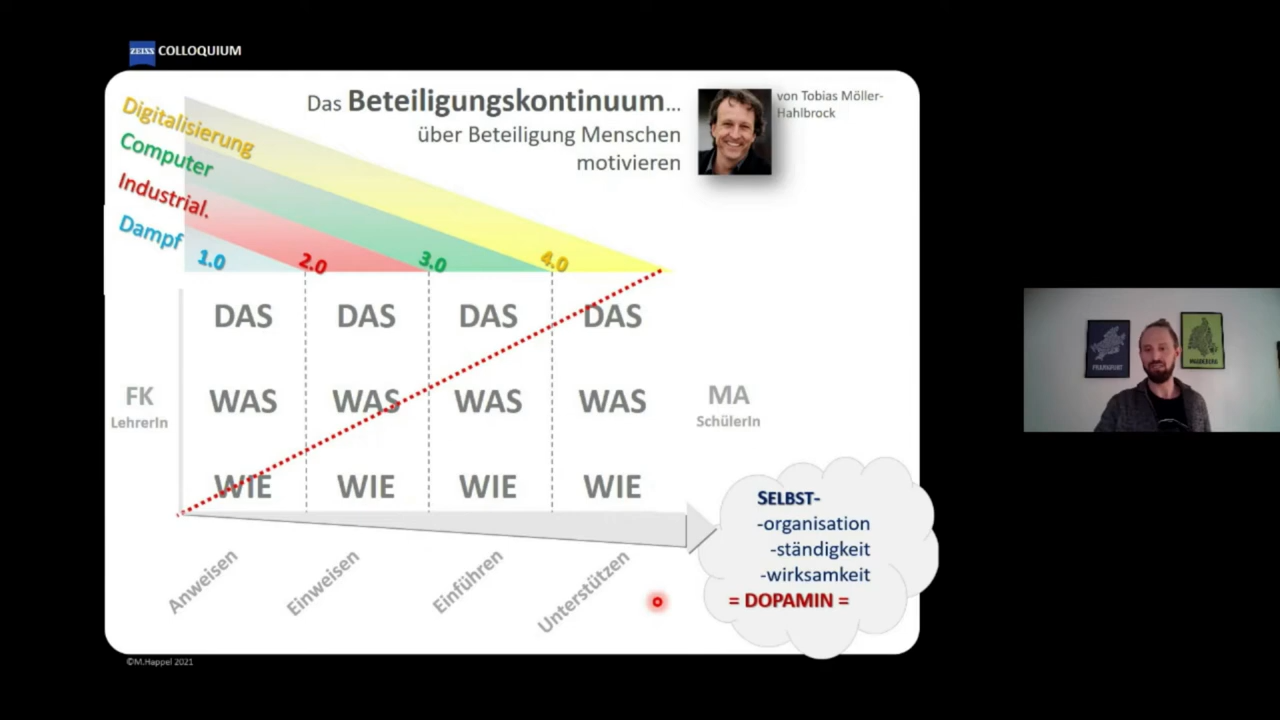 ZEISS COLLOQUIUM
Das Beteiligungskontinuum...
über Beteiligung Menschen
motivieren
von Tobias Möller-
Hahlbrock
Digitalisierung
Computer
Industrial.
Dampf
1.0 2.0 3.0 4.0
DAS DAS DAS DAS
WAS WAS WAS WAS
WIE WIE WIE WIE
FK
LehrerIn
MA
SchülerIn
Anweisen
Einweisen
Einführen
Unterstützen
SELBST-
-organisation
-ständigkeit
-wirksamkeit
= DOPAMIN =
©M.Happel 2021
FRANKFURT
MAGDEBURG